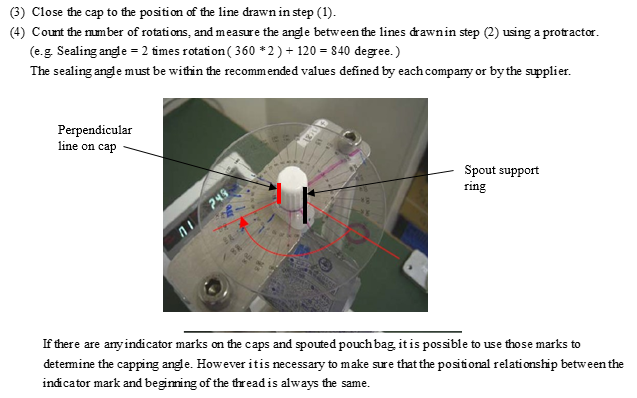 (3) Close the cap to the position of the line drawn in step (1).
(4) Count the number of rotations, and measure the angle between the lines drawn in step (2) using a protractor.
(e.g. Sealing angle = 2 times rotation ( 360 * 2 ) + 120 = 840 degree. )
The sealing angle must be within the recommended values defined by each company or by the supplier.
Perpendicular
line on cap
Spout support
ring
If there are any indicator marks on the caps and spouted pouch bag, it is possible to use those marks to
determine the capping angle. However it is necessary to make sure that the positional relationship between the
indicator mark and beginning of the thread is always the same.